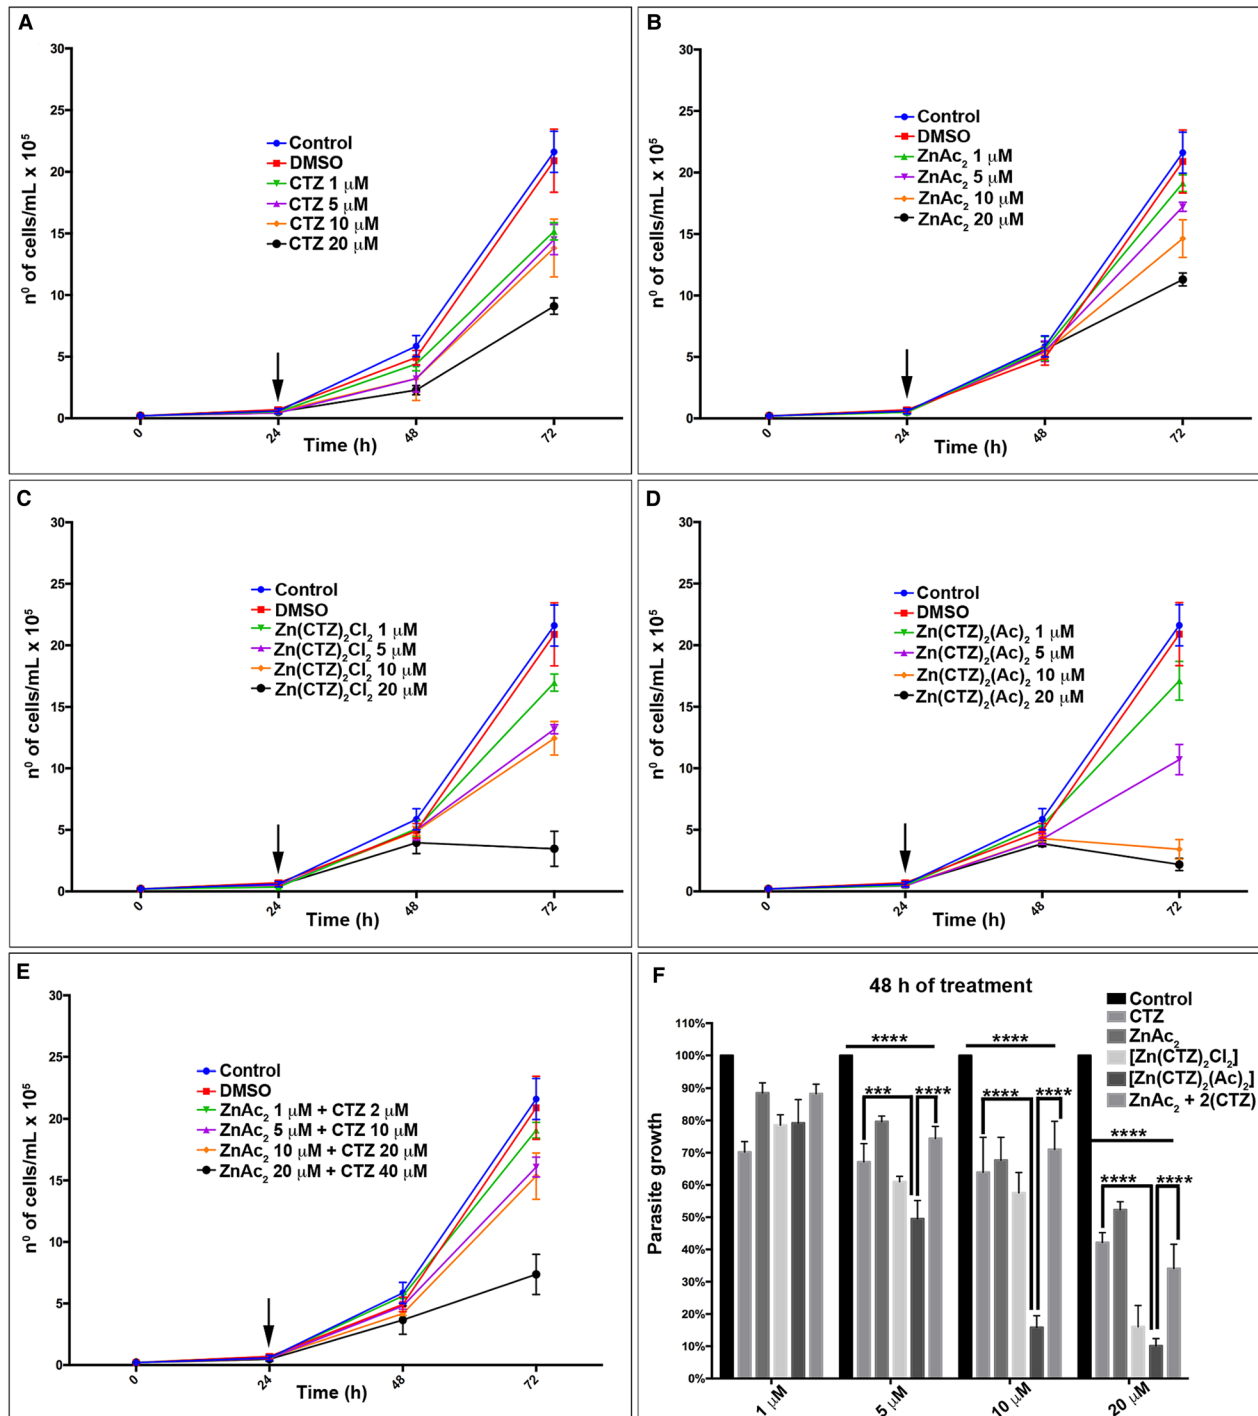 A
30
25
20
15
10
5
0
n⁰ of cells/mL x 10⁵
Control
DMSO
CTZ 1 μM
CTZ 5 μM
CTZ 10 μM
CTZ 20 μM
0
24
48
72
Time (h)
B
30
25
20
15
10
5
0
n⁰ of cells/mL x 10⁵
Control
DMSO
ZnAc₂ 1 μM
ZnAc₂ 5 μM
ZnAc₂ 10 μM
ZnAc₂ 20 μM
0
24
48
72
Time (h)
C
30
25
20
15
10
5
0
n⁰ of cells/mL x 10⁵
Control
DMSO
Zn(CTZ)₂Cl₂ 1 μM
Zn(CTZ)₂Cl₂ 5 μM
Zn(CTZ)₂Cl₂ 10 μM
Zn(CTZ)₂Cl₂ 20 μM
0
24
48
72
Time (h)
D
30
25
20
15
10
5
0
n⁰ of cells/mL x 10⁵
Control
DMSO
Zn(CTZ)₂(Ac)₂ 1 μM
Zn(CTZ)₂(Ac)₂ 5 μM
Zn(CTZ)₂(Ac)₂ 10 μM
Zn(CTZ)₂(Ac)₂ 20 μM
0
24
48
72
Time (h)
E
30
25
20
15
10
5
0
n⁰ of cells/mL x 10⁵
Control
DMSO
ZnAc₂ 1 μM + CTZ 2 μM
ZnAc₂ 5 μM + CTZ 10 μM
ZnAc₂ 10 μM + CTZ 20 μM
ZnAc₂ 20 μM + CTZ 40 μM
0
24
48
72
Time (h)
F
48 h of treatment
Control
CTZ
ZnAc₂
[Zn(CTZ)₂Cl₂]
[Zn(CTZ)₂(Ac)₂]
ZnAc₂ + 2(CTZ)
110%
100%
90%
80%
70%
60%
50%
40%
30%
20%
10%
0%
Parasite growth
****
*** ****
****
**** ****
****
**** ****
1 μM
5 μM
10 μM
20 μM